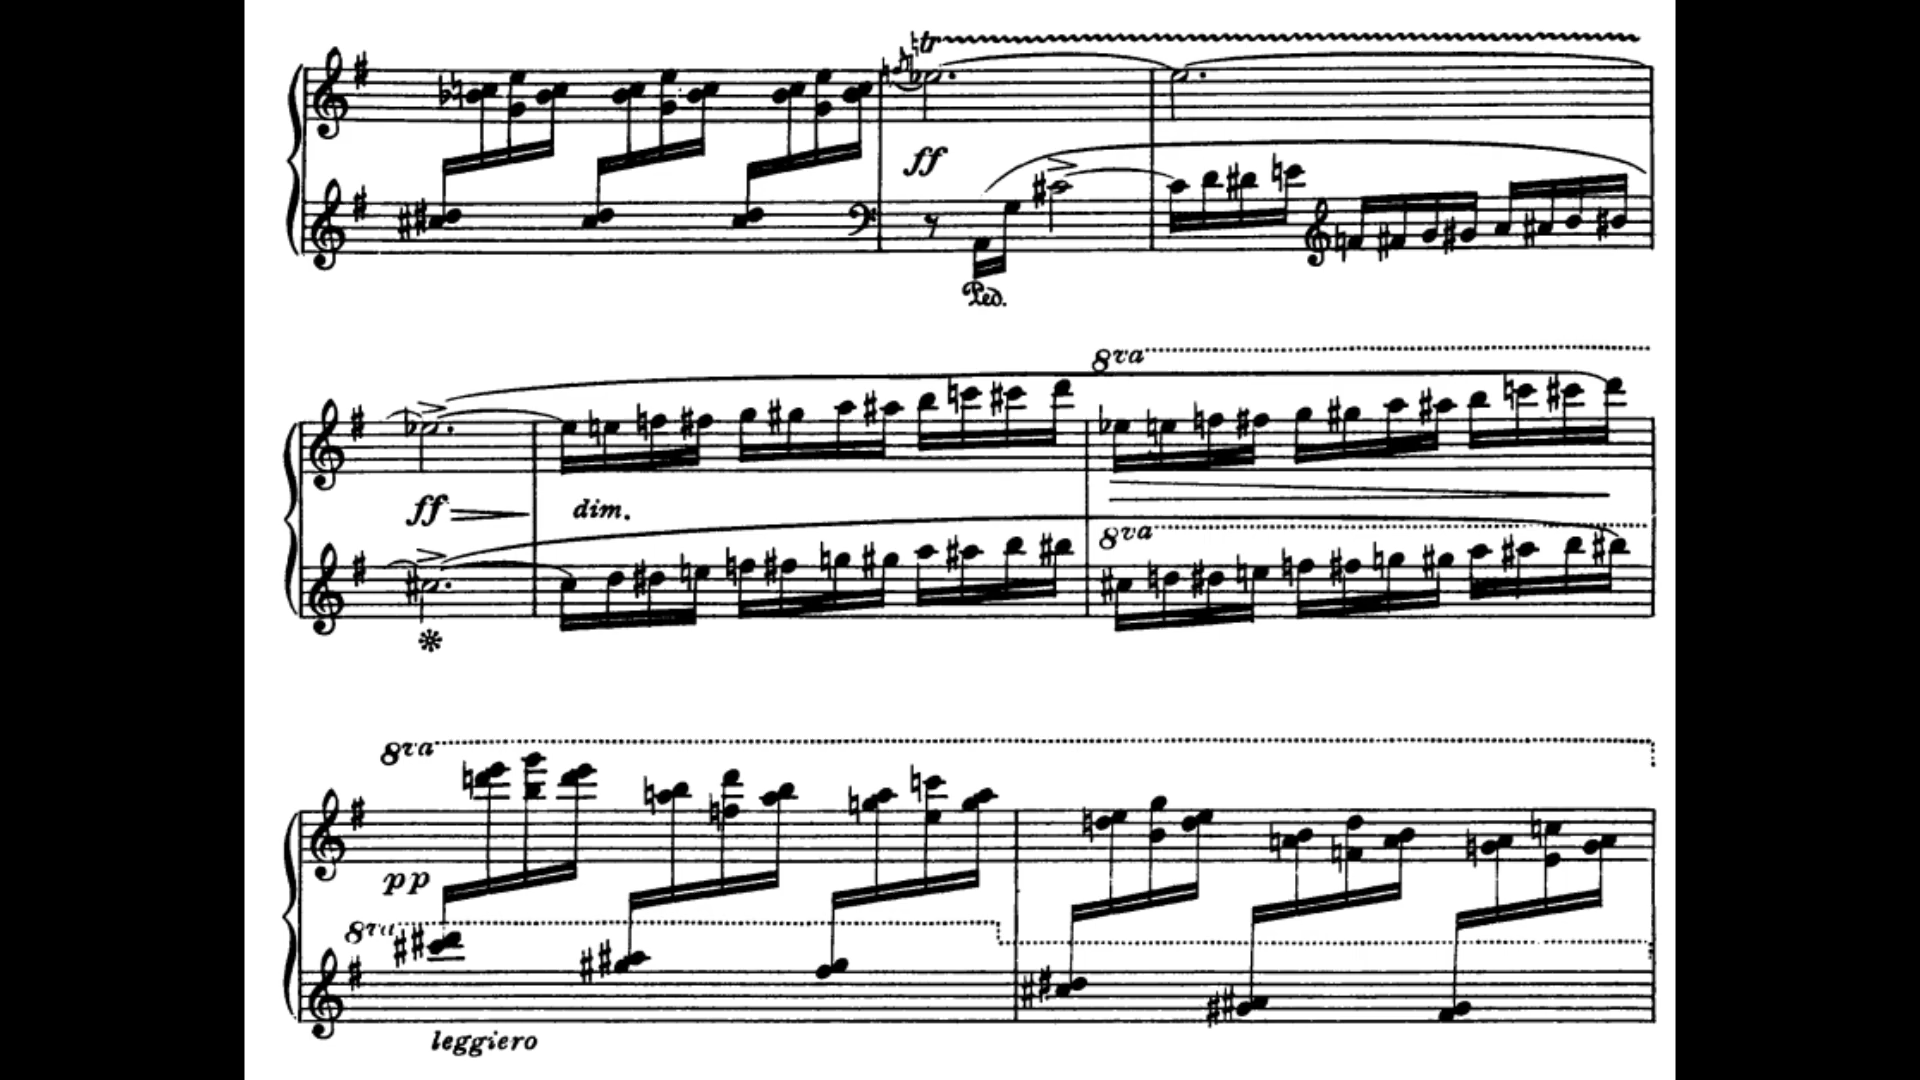 tr
ff
Ped.
8va
ff
dim.
8va
8va
pp
8va
leggiero